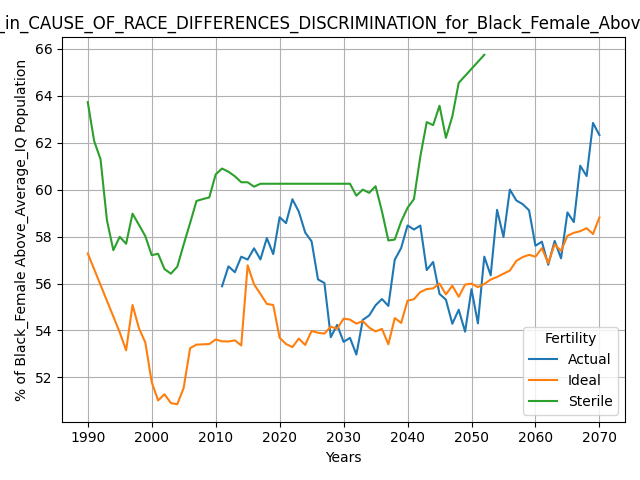 _in_CAUSE_OF_RACE_DIFFERENCES_DISCRIMINATION_for_Black_Female_Abov
% of Black_Female Above_Average_IQ Population
66
64
62
60
58
56
54
52
1990 2000 2010 2020 2030 2040 2050 2060 2070
Years
Fertility
Actual
Ideal
Sterile